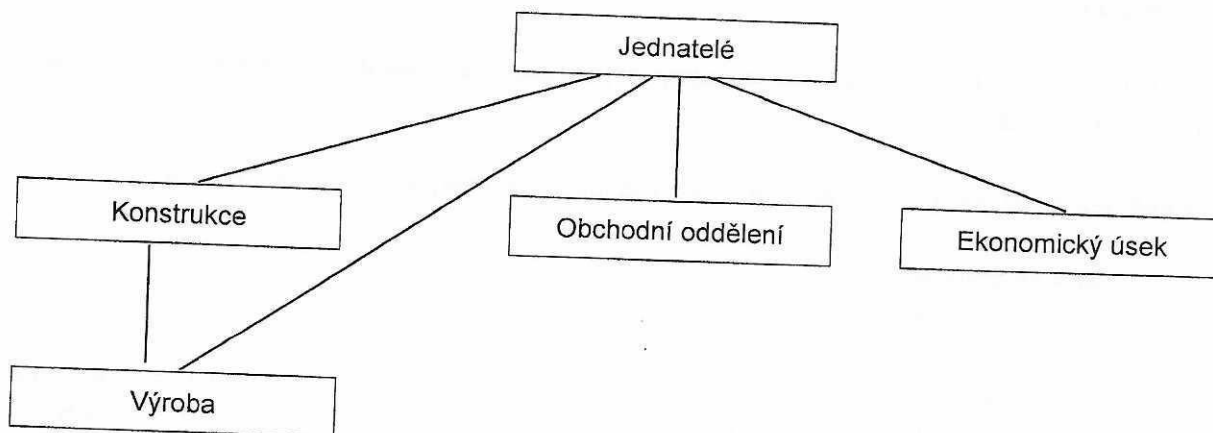 Jednatelé
Konstrukce
Obchodní oddělení
Ekonomický úsek
Výroba